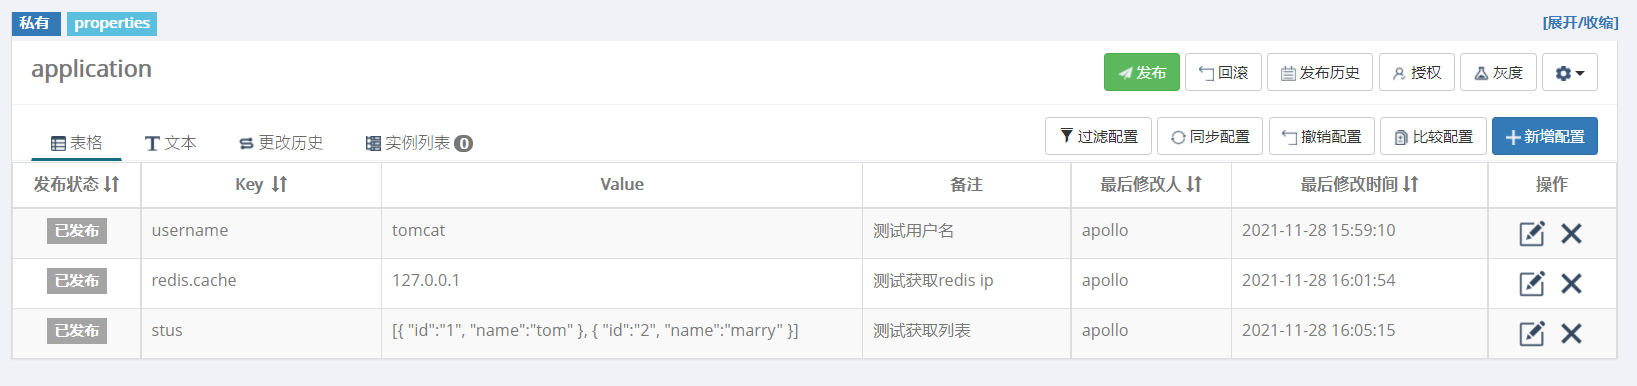 私有 properties [展开/收缩]
application 发布 回滚 发布历史 授权 灰度
表格 文本 更改历史 实例列表 0 过滤配置 同步配置 撤销配置 比较配置 新增配置
发布状态 Key Value 备注 最后修改人 最后修改时间 操作
已发布 username tomcat 测试用户名 apollo 2021-11-28 15:59:10
已发布 redis.cache 127.0.0.1 测试获取redis ip apollo 2021-11-28 16:01:54
已发布 stus [{ "id":"1", "name":"tom" }, { "id":"2", "name":"marry" }] 测试获取列表 apollo 2021-11-28 16:05:15